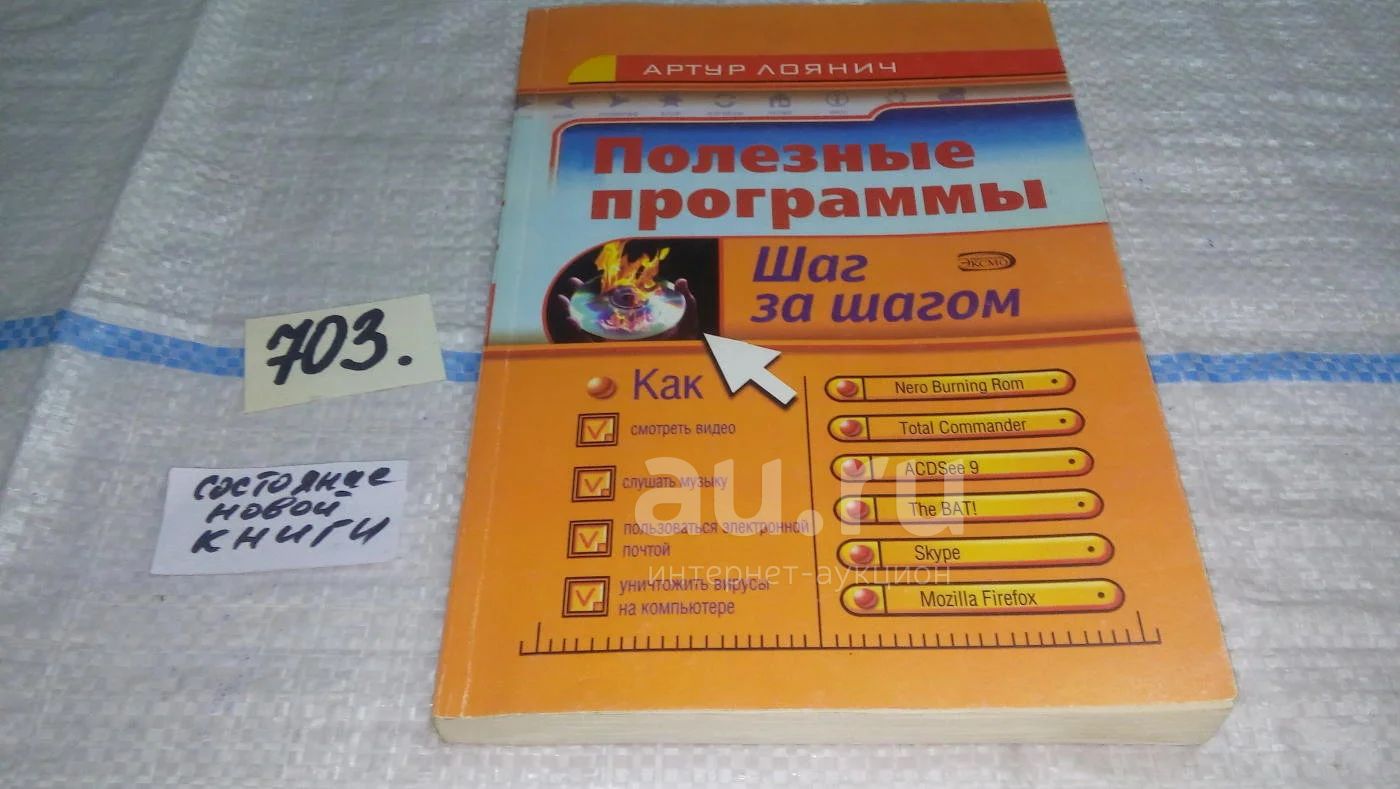 АРТУР ЛОЯНИЧ
Полезные
программы
Шаг
за шагом
ЭКСМО
703.
состояние
новой
книги
Как
смотреть видео
слушать музыку
пользоваться электронной
почтой
уничтожить вирусы
на компьютере
Nero Burning Rom
Total Commander
ACDSee 9
The BAT!
Skype
Mozilla Firefox
au.ru
интернет-аукцион